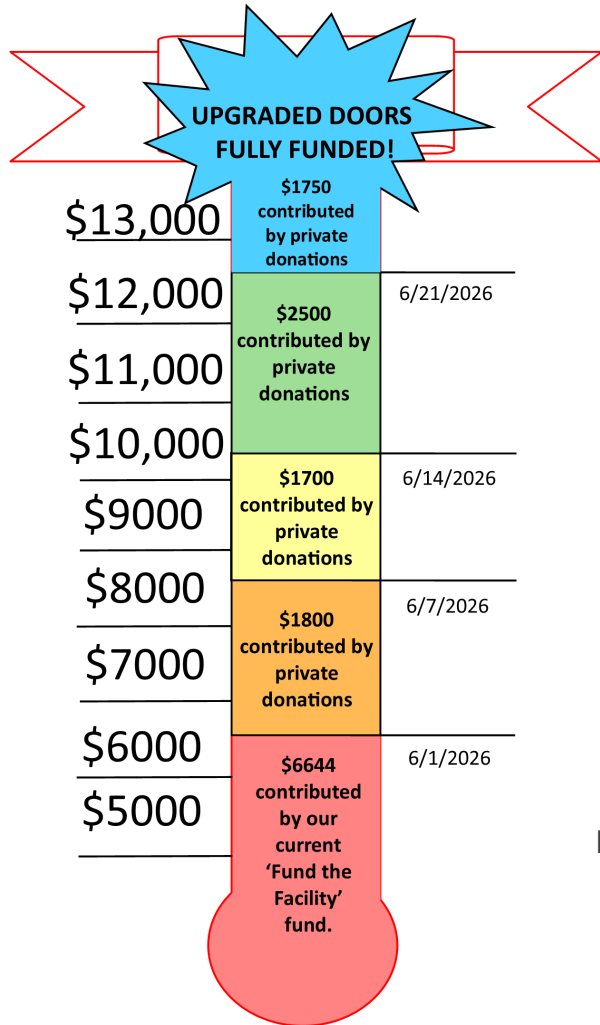 UPGRADED DOORS
FULLY FUNDED!
$1750
contributed
by private
donations
$13,000
$12,000
6/21/2026
$2500
contributed by
private
donations
$11,000
$10,000
6/14/2026
$1700
contributed by
private
donations
$9000
$8000
6/7/2026
$1800
contributed by
private
donations
$7000
$6000
6/1/2026
$6644
contributed
by our
current
‘Fund the
Facility’
fund.
$5000